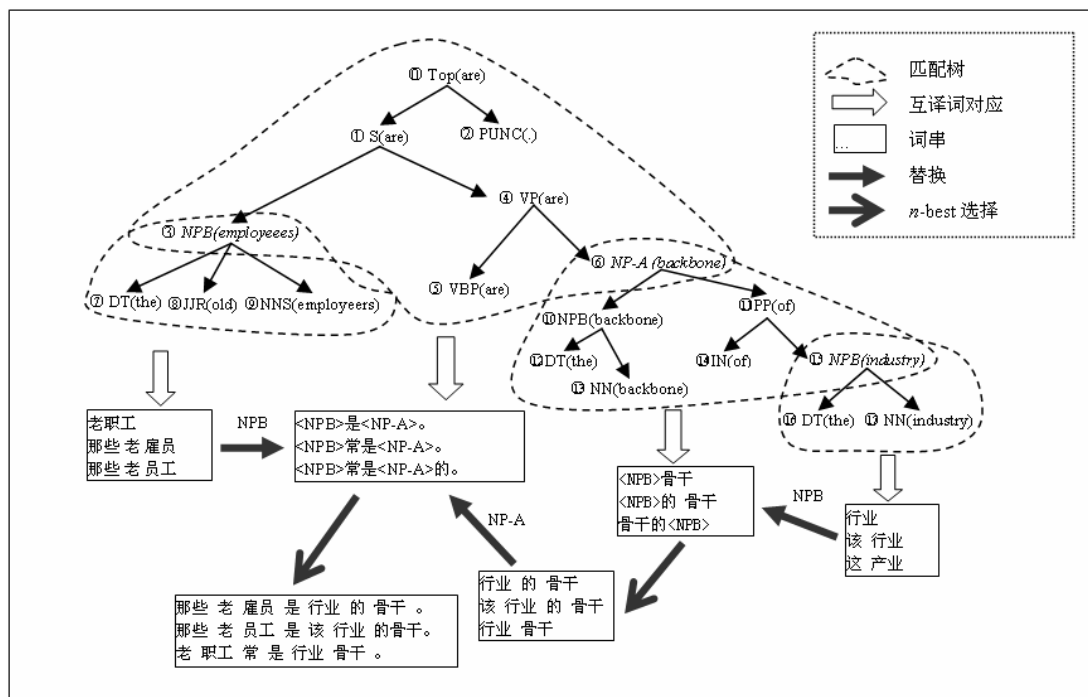 ⓪ Top(are)
① S(are)
② PUNC(.)
④ VP(are)
③ NPB(employeees)
⑥ NP-A (backbone)
⑦ DT(the)
⑧JJR(old)
⑨NNS(employeers)
⑤ VBP(are)
⑩NPB(backbone)
⑪PP(of)
⑫DT(the)
⑬ NN(backbone)
⑭IN(of)
⑮ NPB(industry)
⑯ DT(the)
⑰ NN(industry)
匹配树
互译词对应
...
词串
替换
n-best 选择
老职工
那些 老 雇员
那些 老 员工
NPB
<NPB>是<NP-A>。
<NPB>常是<NP-A>。
<NPB>常是<NP-A>的。
<NPB>骨干
<NPB>的 骨干
骨干的<NPB>
NPB
行业
该 行业
这 产业
NP-A
行业 的 骨干
该 行业 的 骨干
行业 骨干
那些 老 雇员 是 行业 的 骨干 。
那些 老 员工 是 该 行业 的骨干。
老 职工 常 是 行业 骨干 。